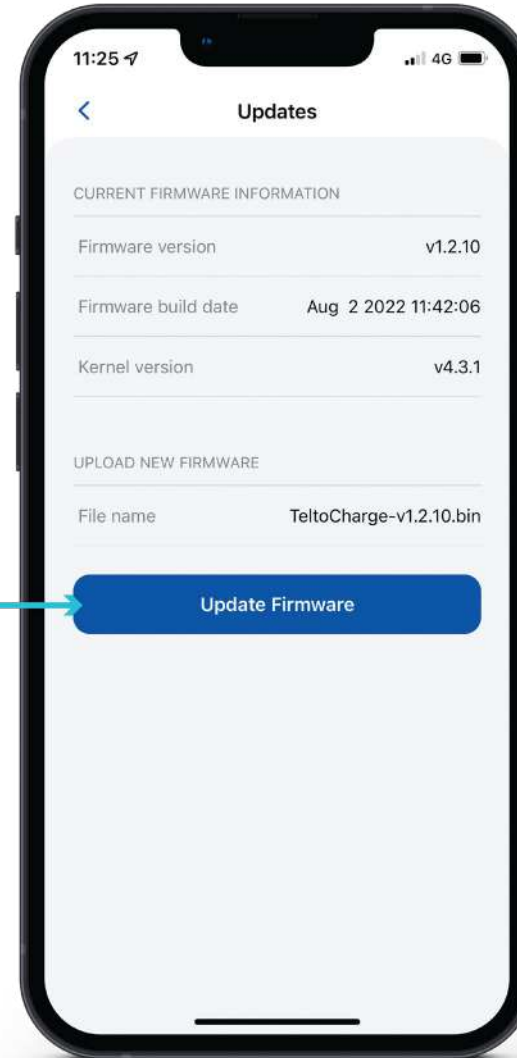 11:25 4G
Updates
CURRENT FIRMWARE INFORMATION
Firmware version v1.2.10
Firmware build date Aug 2 2022 11:42:06
Kernel version v4.3.1
UPLOAD NEW FIRMWARE
File name TeltoCharge-v1.2.10.bin
Update Firmware